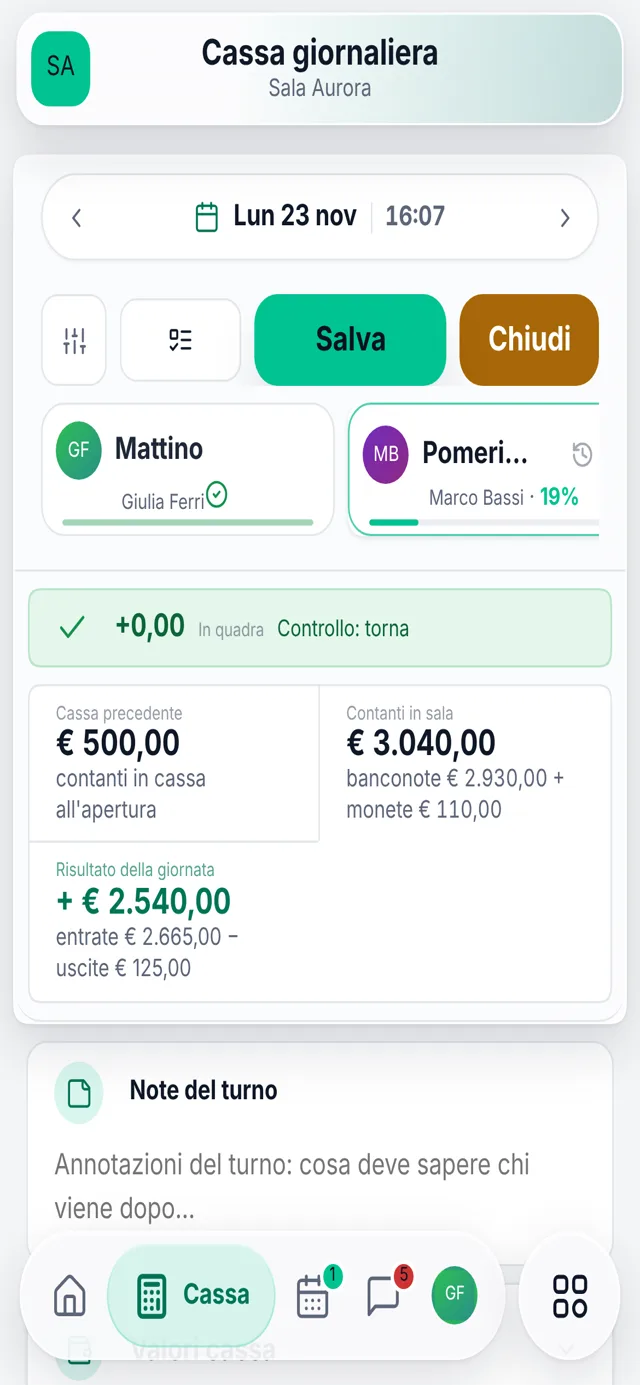 SA
Cassa giornaliera
Sala Aurora
Lun 23 nov
16:07
Salva
Chiudi
GF
Mattino
Giulia Ferri
MB
Pomeri...
Marco Bassi · 19%
+0,00 In quadra Controllo: torna
Cassa precedente
€ 500,00
contanti in cassa
all'apertura
Contanti in sala
€ 3.040,00
banconote € 2.930,00 +
monete € 110,00
Risultato della giornata
+ € 2.540,00
entrate € 2.665,00 –
uscite € 125,00
Note del turno
Annotazioni del turno: cosa deve sapere chi
viene dopo...
Cassa
1
5
GF
Valori cassa